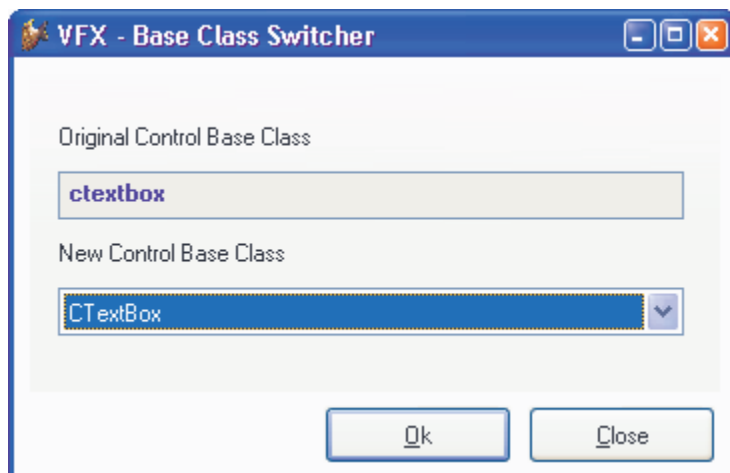 VFX - Base Class Switcher
Original Control Base Class
ctextbox
New Control Base Class
CTextBox
Ok Close